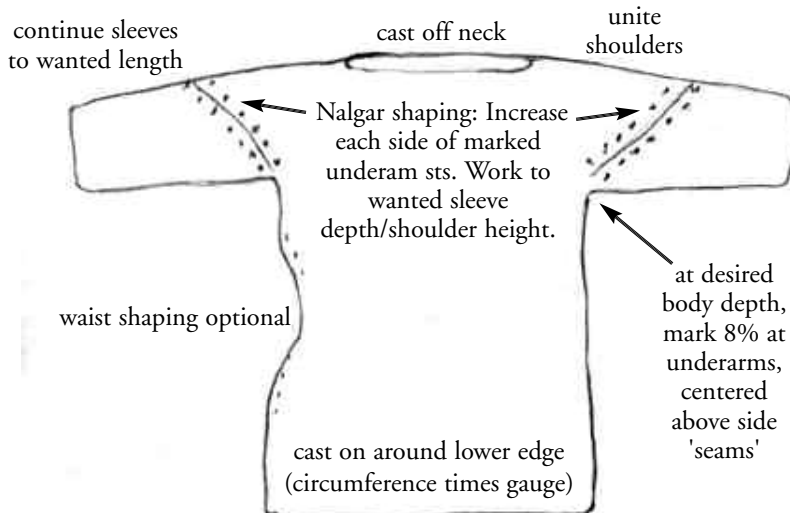 continue sleeves
to wanted length
cast off neck
unite
shoulders
Nalgar shaping: Increase
each side of marked
underam sts. Work to
wanted sleeve
depth/shoulder height.
waist shaping optional
at desired
body depth,
mark 8% at
underarms,
centered
above side
'seams'
cast on around lower edge
(circumference times gauge)